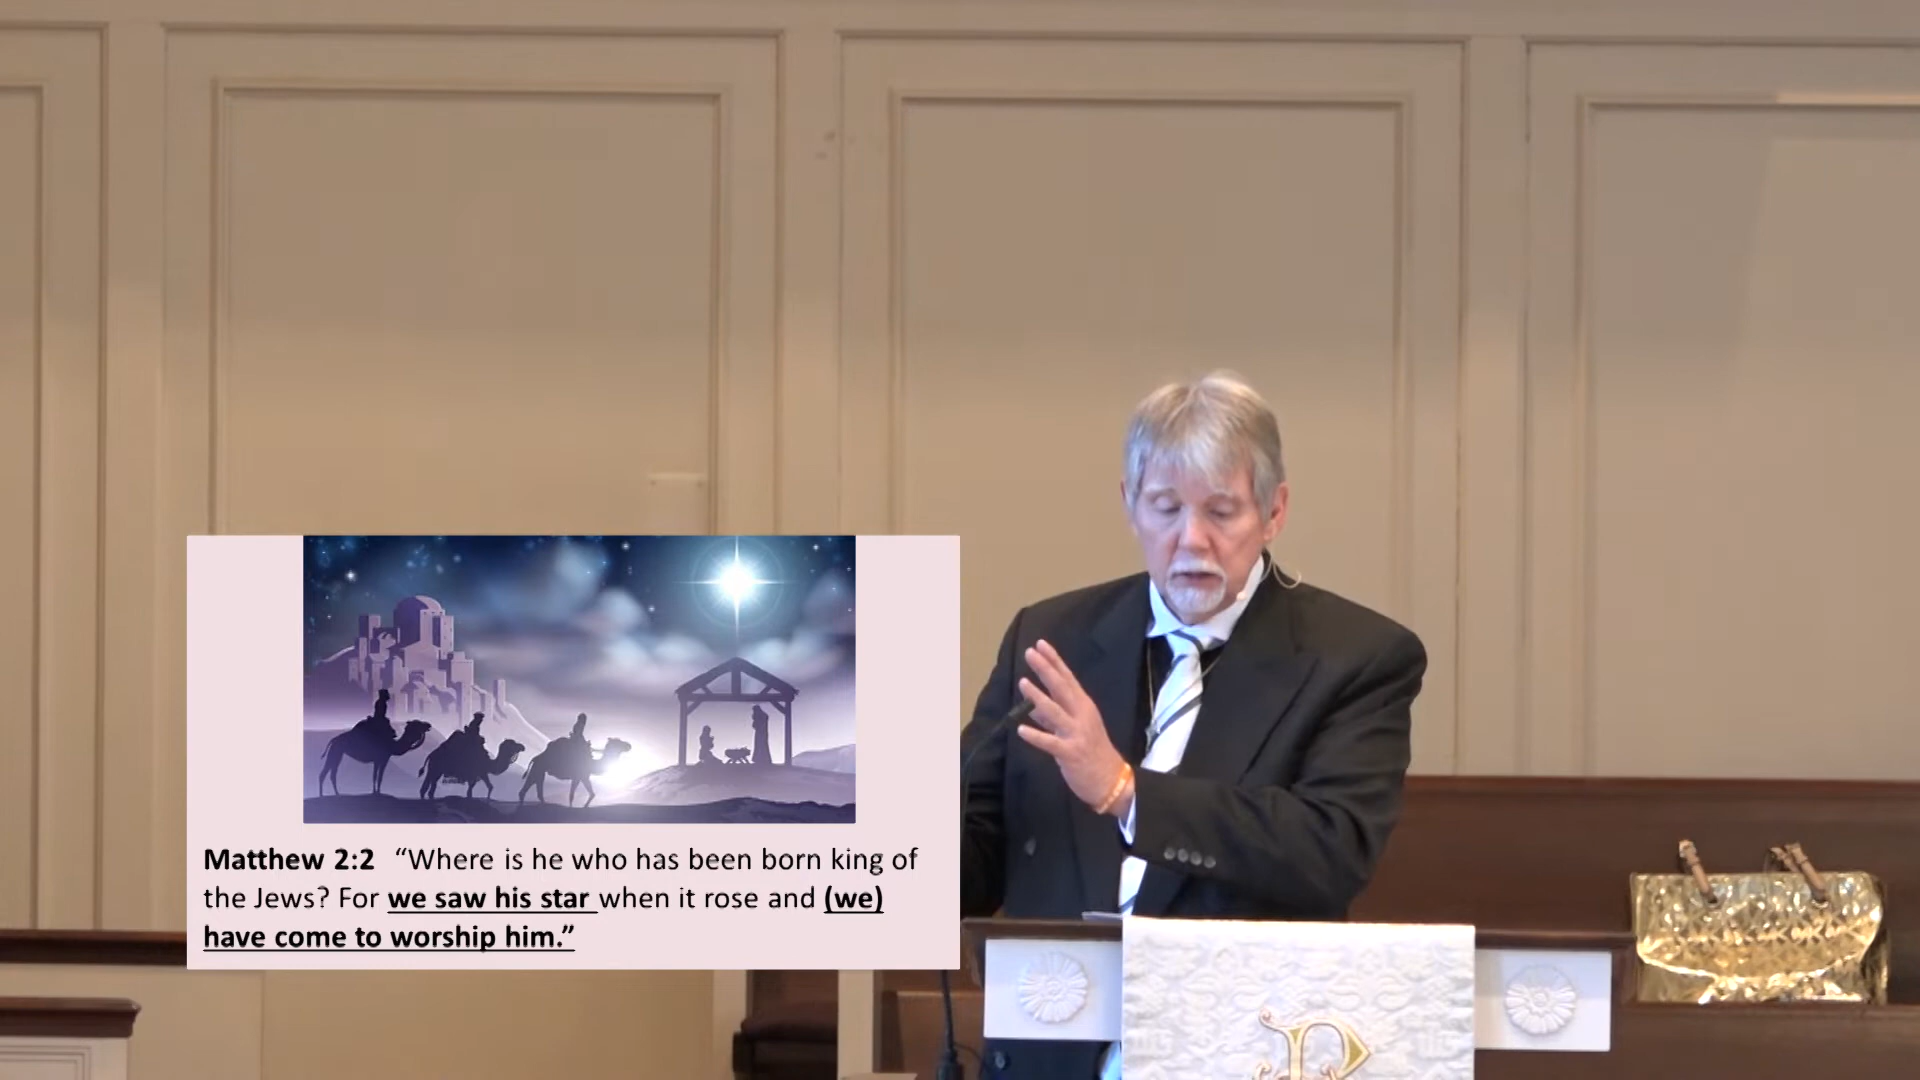 Matthew 2:2 “Where is he who has been born king of
the Jews? For we saw his star when it rose and (we)
have come to worship him.”